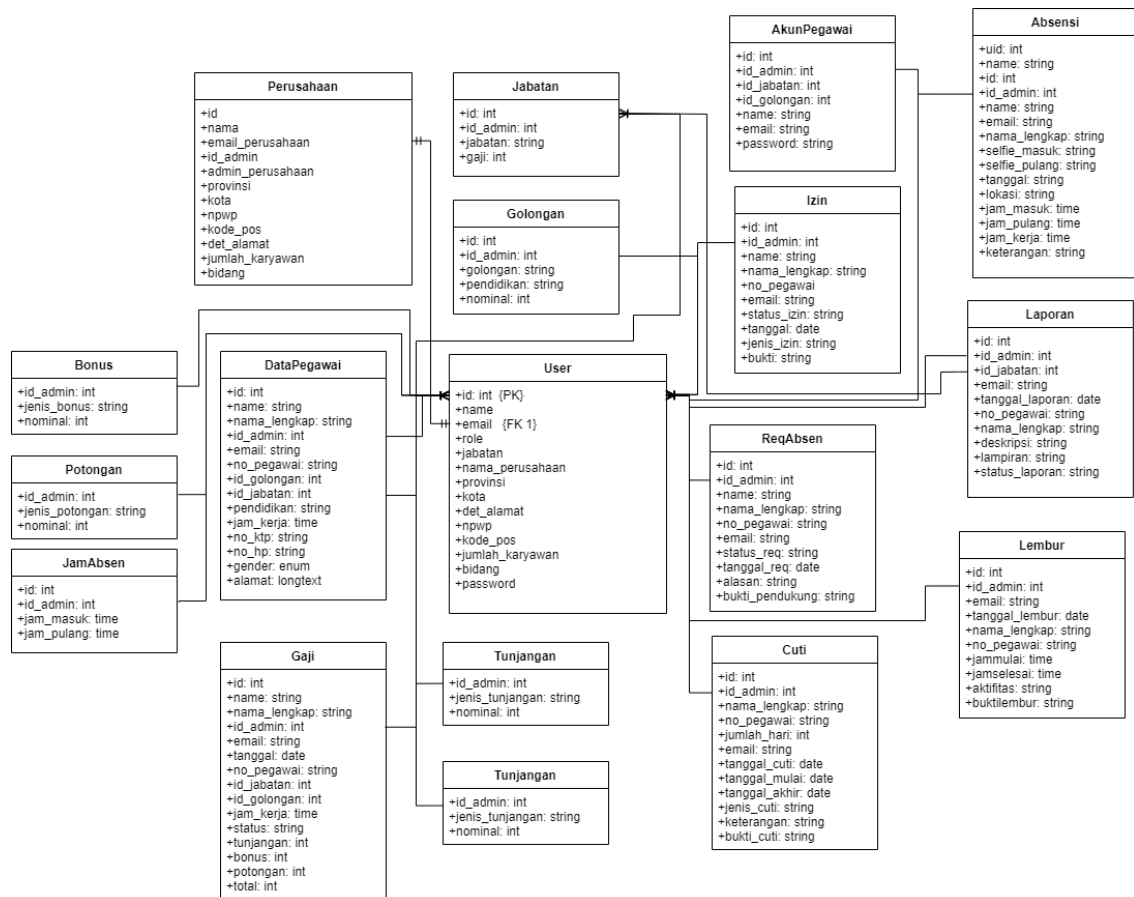 AkunPegawai
+id: int
+id_admin: int
+id_jabatan: int
+id_golongan: int
+name: string
+email: string
+password: string
Absensi
+uid: int
+name: string
+id: int
+id_admin: int
+name: string
+email: string
+nama_lengkap: string
+selfie_masuk: string
+selfie_pulang: string
+tanggal: string
+lokasi: string
+jam_masuk: time
+jam_pulang: time
+jam_kerja: time
+keterangan: string
Perusahaan
+id
+nama
+email_perusahaan
+id_admin
+admin_perusahaan
+provinsi
+kota
+npwp
+kode_pos
+det_alamat
+jumlah_karyawan
+bidang
Jabatan
+id: int
+id_admin: int
+jabatan: string
+gaji: int
Golongan
+id: int
+id_admin: int
+golongan: string
+pendidikan: string
+nominal: int
Izin
+id: int
+id_admin: int
+name: string
+nama_lengkap: string
+no_pegawai
+email: string
+status_izin: string
+tanggal: date
+jenis_izin: string
+bukti: string
Laporan
+id: int
+id_admin: int
+id_jabatan: int
+email: string
+tanggal_laporan: date
+no_pegawai: string
+nama_lengkap: string
+deskripsi: string
+lampiran: string
+status_laporan: string
Bonus
+id_admin: int
+jenis_bonus: string
+nominal: int
DataPegawai
+id: int
+name: string
+nama_lengkap: string
+id_admin: int
+email: string
+no_pegawai: string
+id_golongan: int
+id_jabatan: int
+pendidikan: string
+jam_kerja: time
+no_ktp: string
+no_hp: string
+gender: enum
+alamat: longtext
User
+id: int {PK}
+name
+email {FK 1}
+role
+jabatan
+nama_perusahaan
+provinsi
+kota
+det_alamat
+npwp
+kode_pos
+jumlah_karyawan
+bidang
+password
ReqAbsen
+id: int
+id_admin: int
+name: string
+nama_lengkap: string
+no_pegawai: string
+email: string
+status_req: string
+tanggal_req: date
+alasan: string
+bukti_pendukung: string
Potongan
+id_admin: int
+jenis_potongan: string
+nominal: int
JamAbsen
+id: int
+id_admin: int
+jam_masuk: time
+jam_pulang: time
Lembur
+id: int
+id_admin: int
+email: string
+tanggal_lembur: date
+nama_lengkap: string
+no_pegawai: string
+jammulai: time
+jamselesai: time
+aktifitas: string
+buktilembur: string
Gaji
+id: int
+name: string
+nama_lengkap: string
+id_admin: int
+email: string
+tanggal: date
+no_pegawai: string
+id_jabatan: int
+id_golongan: int
+jam_kerja: time
+status: string
+tunjangan: int
+bonus: int
+potongan: int
+total: int
Tunjangan
+id_admin: int
+jenis_tunjangan: string
+nominal: int
Tunjangan
+id_admin: int
+jenis_tunjangan: string
+nominal: int
Cuti
+id: int
+id_admin: int
+nama_lengkap: string
+no_pegawai: string
+jumlah_hari: int
+email: string
+tanggal_cuti: date
+tanggal_mulai: date
+tanggal_akhir: date
+jenis_cuti: string
+keterangan: string
+bukti_cuti: string